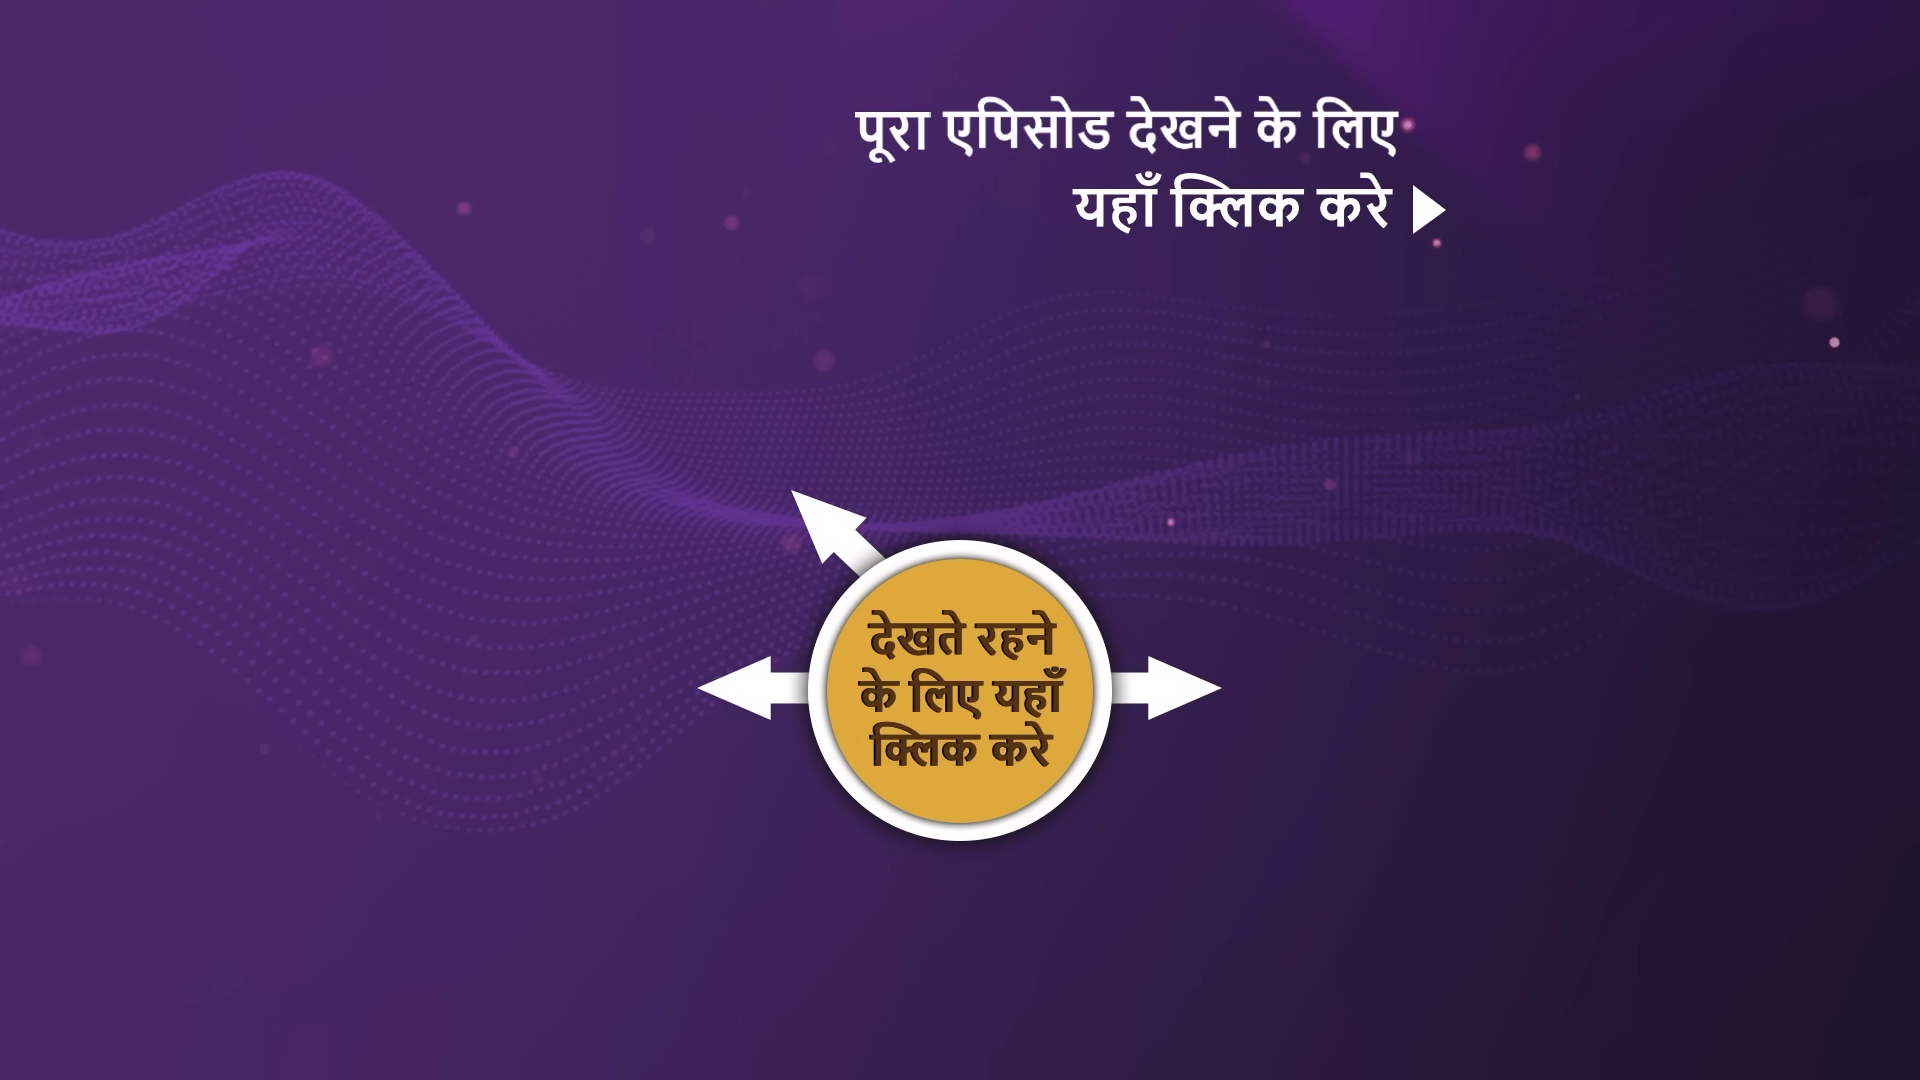 पूरा एपिसोड देखने के लिए
यहाँ क्लिक करे
देखते रहने
के लिए यहाँ
क्लिक करे